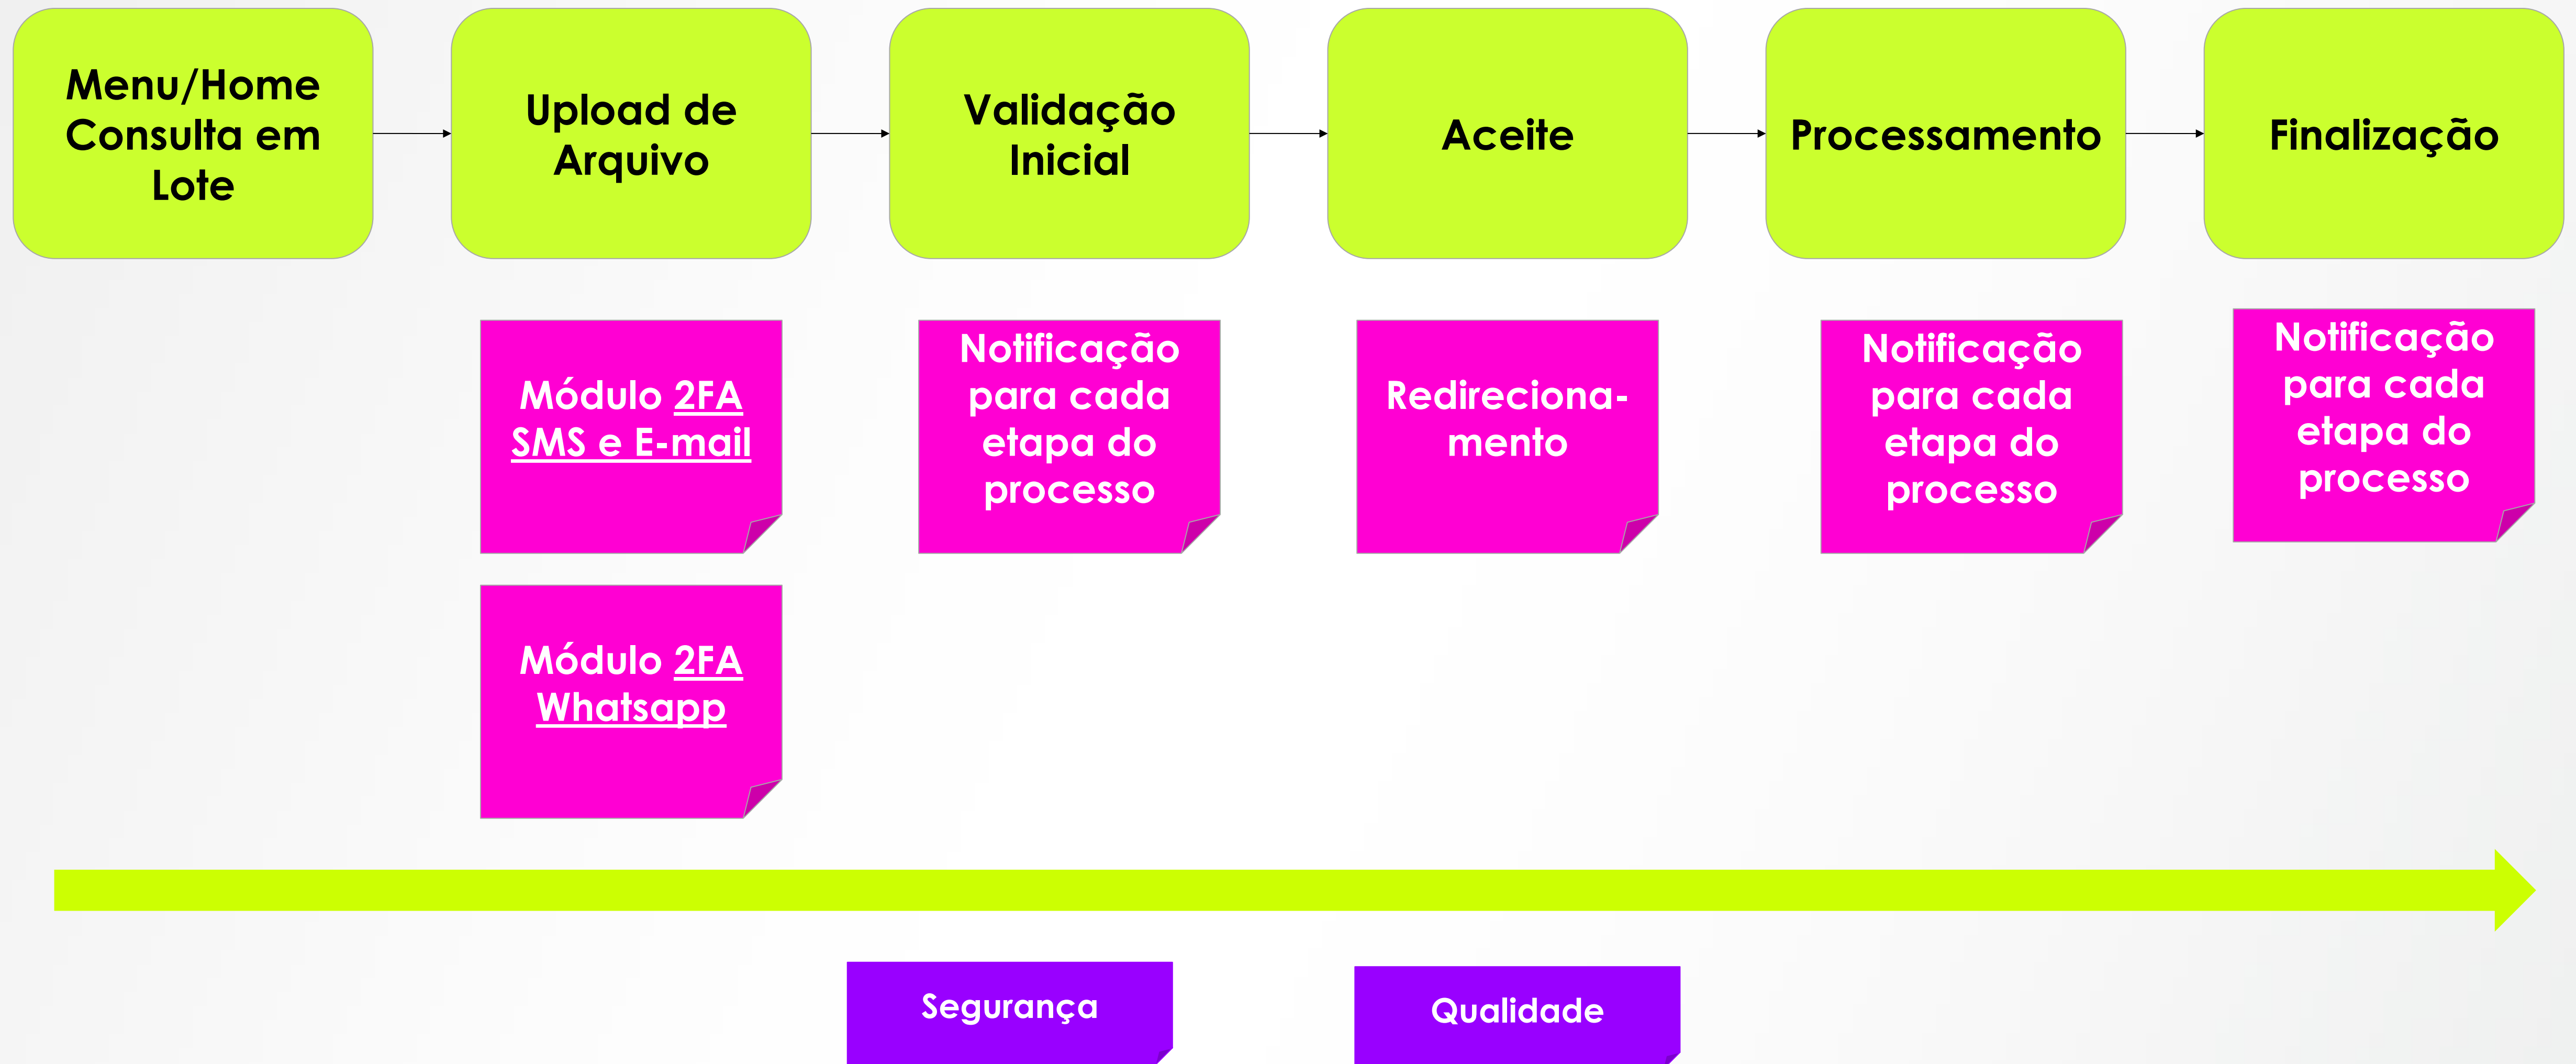 Menu/Home
Consulta em
Lote
Upload de
Arquivo
Validação
Inicial
Aceite
Processamento
Finalização
Módulo 2FA
SMS e E-mail
Notificação
para cada
etapa do
processo
Redireciona-
mento
Notificação
para cada
etapa do
processo
Notificação
para cada
etapa do
processo
Módulo 2FA
Whatsapp
Segurança
Qualidade